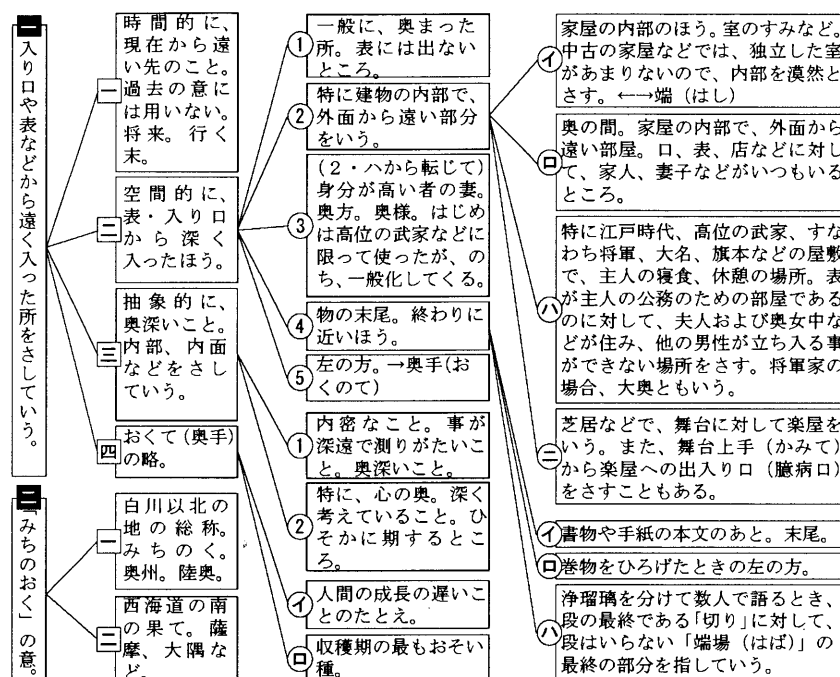 一
入り口や表などから遠く入った所をさしていう。
一
時間的に、
現在から遠
い先のこと。
過去の意に
は用いない。
将来。行く
末。
二
空間的に、
表・入り口
から深く
入ったほう。
三
抽象的に、
奥深いこと。
内部、内面
などをさし
ていう。
四
おくて(奥手)
の略。
二
「みちのおく」の意。
一
白川以北の
地の総称。
みちのく。
奥州。陸奥。
二
西海道の南
の果て。薩
摩、大隅な
ど。
①
一般に、奥まった
所。表には出ない
ところ。
②
特に建物の内部で、
外面から遠い部分
をいう。
③
(2・ハから転じて)
身分が高い者の妻。
奥方。奥様。はじめ
は高位の武家などに
限って使ったが、の
ち、一般化してくる。
④
物の末尾。終わりに
近いほう。
⑤
左の方。→奥手(お
くのて)
①
内密なこと。事が
深遠で測りがたいこ
と。奥深いこと。
②
特に、心の奥。深く
考えていること。ひ
そかに期するとこ
ろ。
イ
人間の成長の遅いこ
とのたとえ。
ロ
収穫期の最もおそい
種。
イ
家屋の内部のほう。室のすみなど。
中古の家屋などでは、独立した室
があまりないので、内部を漠然と
さす。←→端(はし)
ロ
奥の間。家屋の内部で、外面から
遠い部屋。口、表、店などに対し
て、家人、妻子などがいつもいる
ところ。
ハ
特に江戸時代、高位の武家、すな
わち将軍、大名、旗本などの屋敷
で、主人の寝食、休憩の場所。表
が主人の公務のための部屋である
のに対して、夫人および奥女中な
どが住み、他の男性が立ち入る事
ができない場所をさす。将軍家の
場合、大奥ともいう。
ニ
芝居などで、舞台に対して楽屋を
いう。また、舞台上手(かみて)
から楽屋への出入り口(臆病口)
をさすこともある。
イ
書物や手紙の本文のあと。末尾。
ロ
巻物をひろげたときの左の方。
ハ
浄瑠璃を分けて数人で語るとき、
段の最終である「切り」に対して、
段はいらない「端場(はば)」の
最終の部分を指していう。